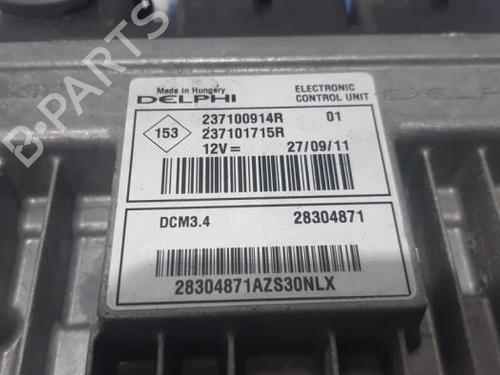 Made in Hungary
DELPHI
ELECTRONIC
CONTROL UNIT
153
237100914R 01
237101715R
12V= 27/09/11
DCM3.4 28304871
28304871AZS30NLX
B-PARTS